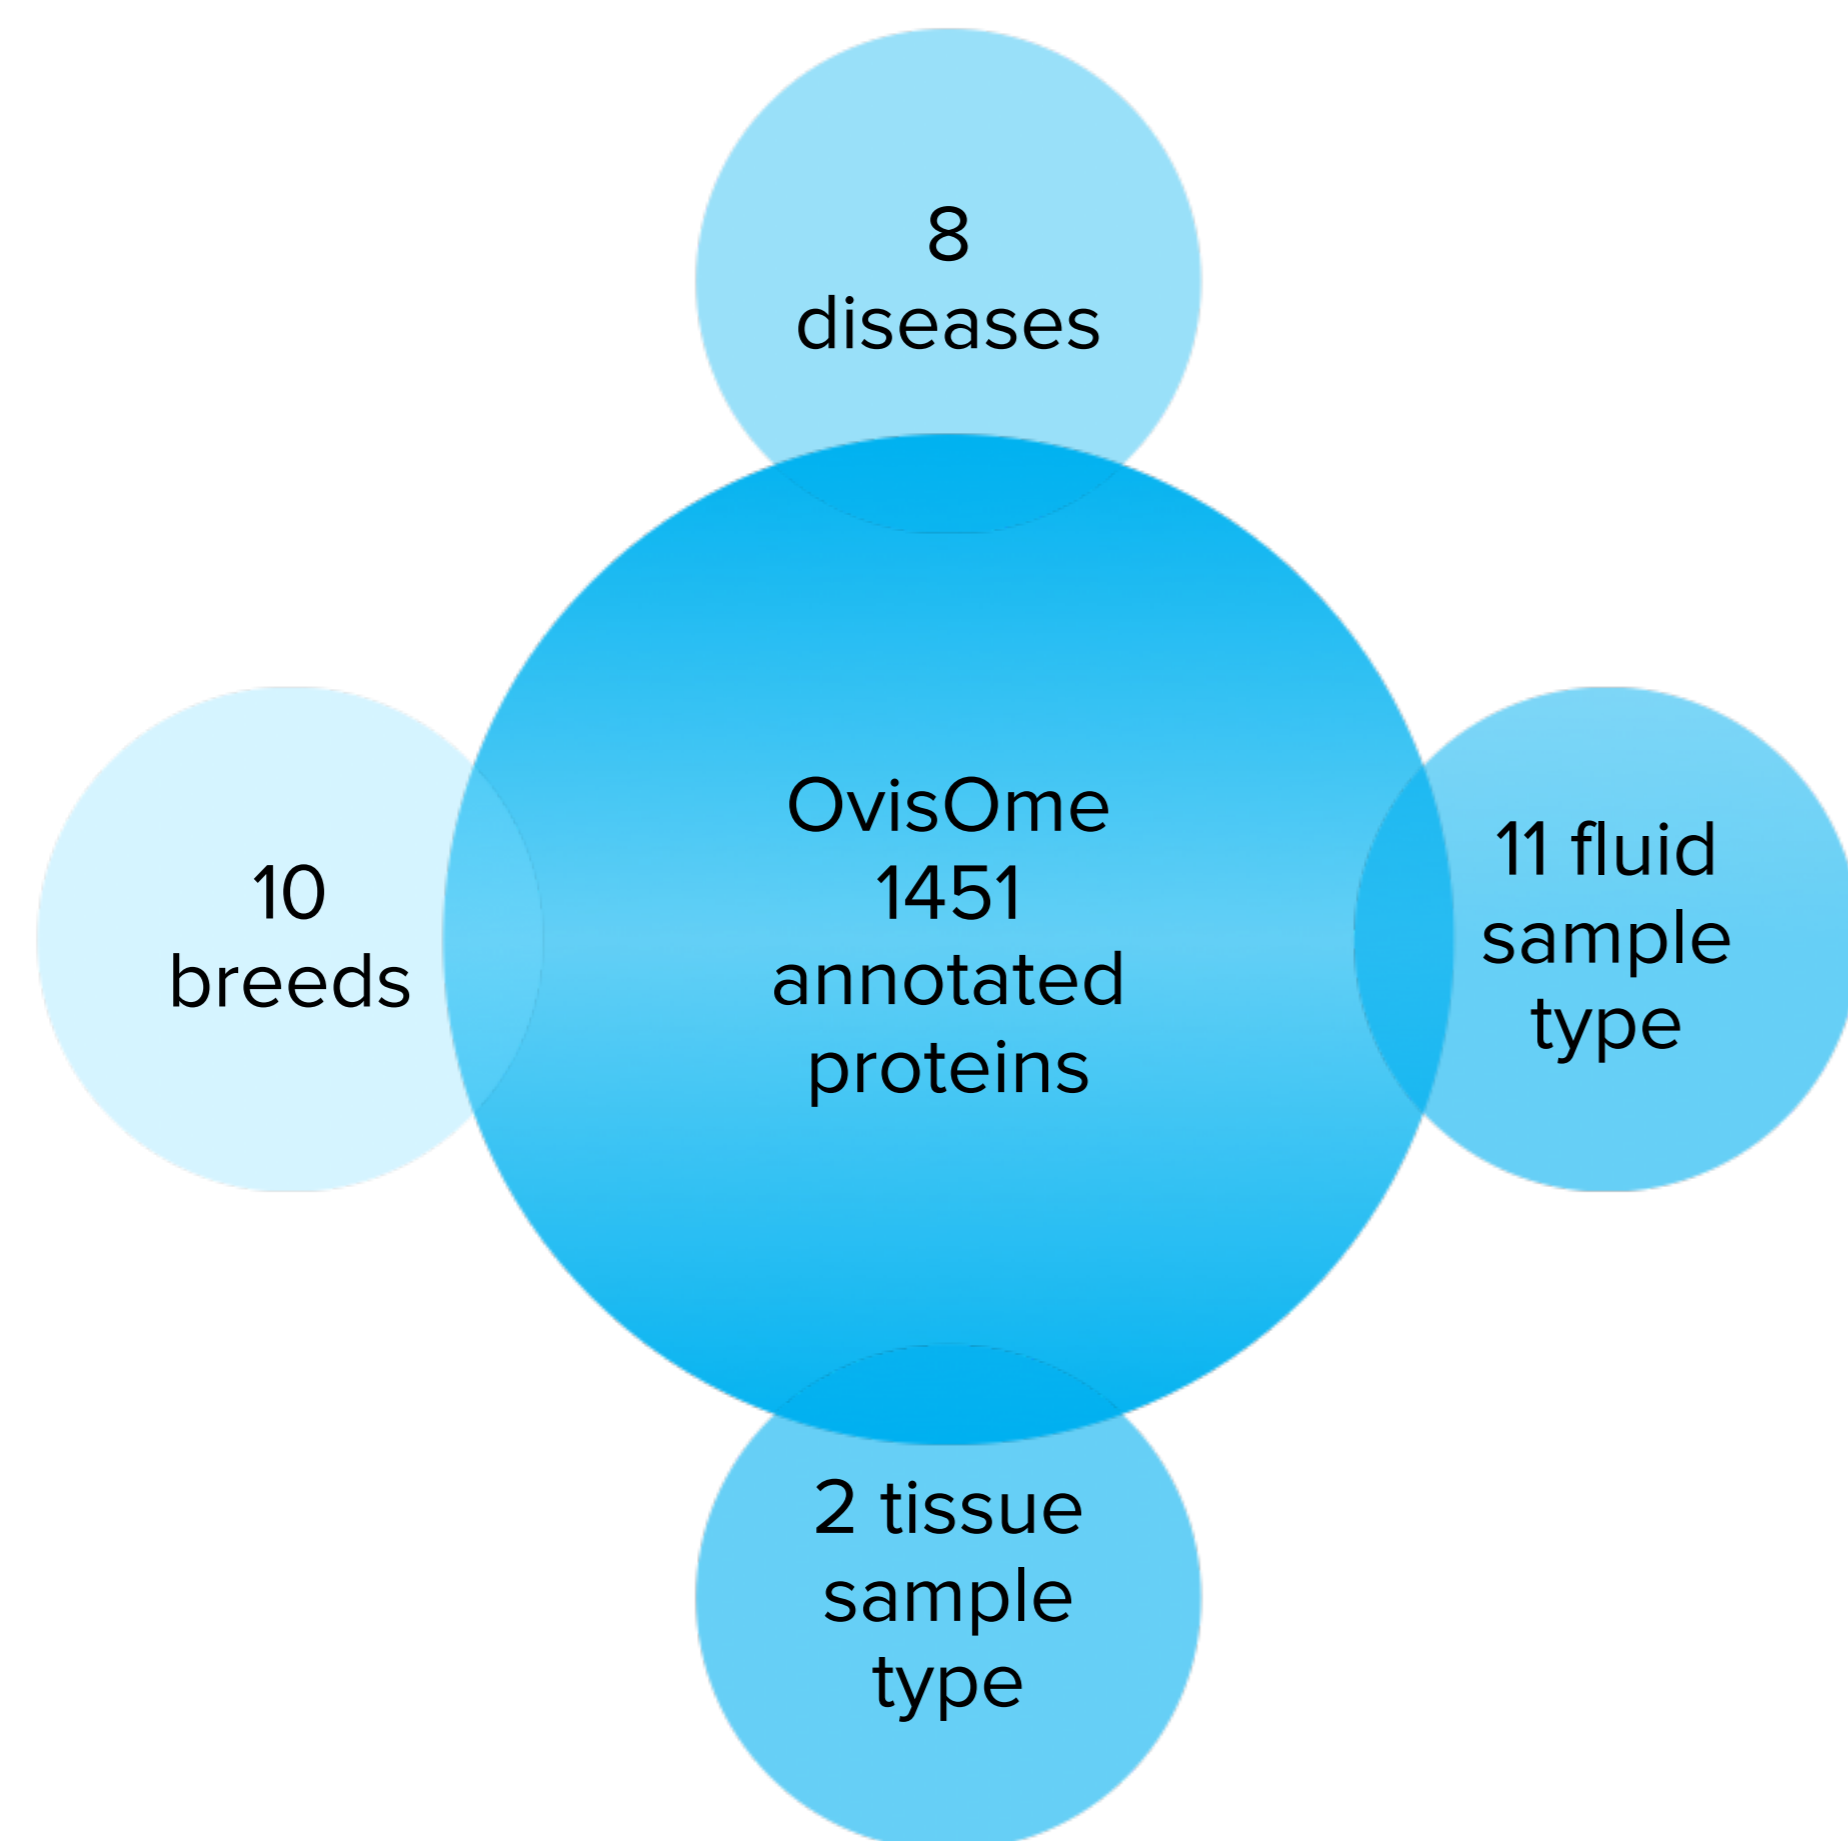 8
diseases
10
breeds
OvisOme
1451
annotated
proteins
11 fluid
sample
type
2 tissue
sample
type